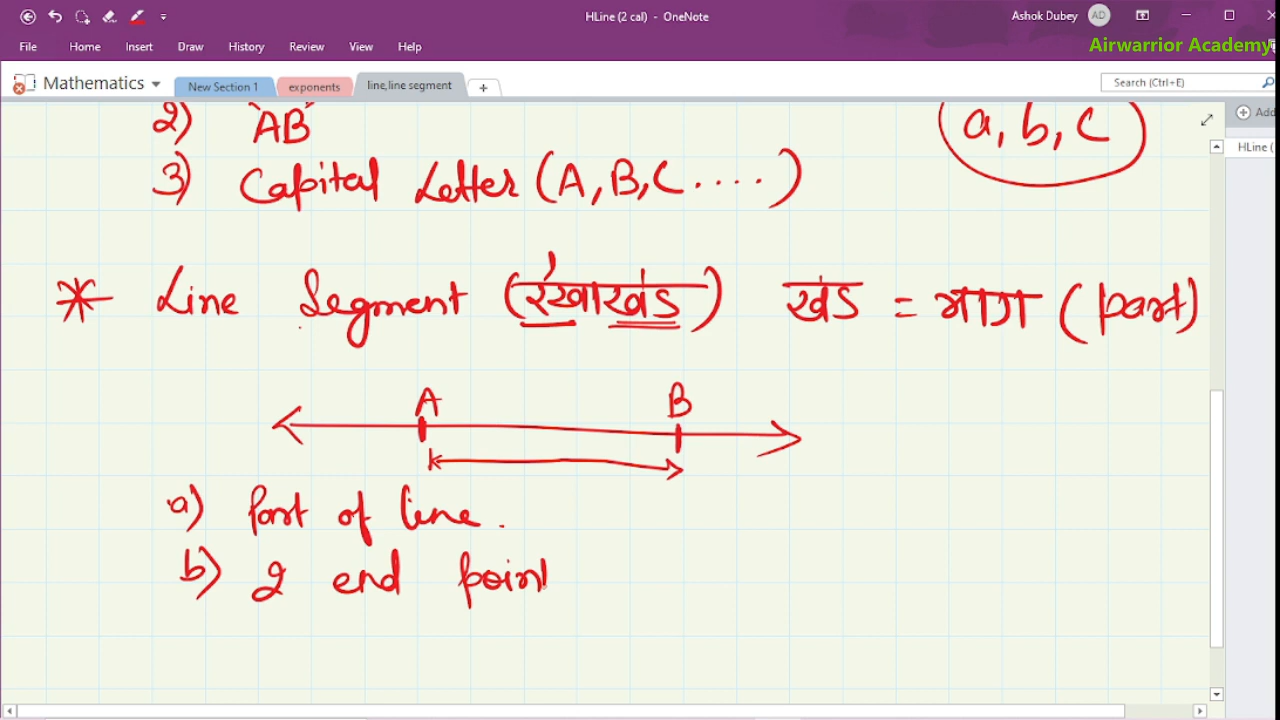 HLine (2 cal) - OneNote
Ashok Dubey AD
File Home Insert Draw History Review View Help
Airwarrior Academy
Mathematics
New Section 1 exponents line,line segment +
Search (Ctrl+E)
Add
HLine (
2) AB
a, b, c
3) Capital Letter (A, B, C ....)
* Line Segment (रेखाखंड) खंड = भाग (part)
A B
a) Part of line.
b) 2 end point